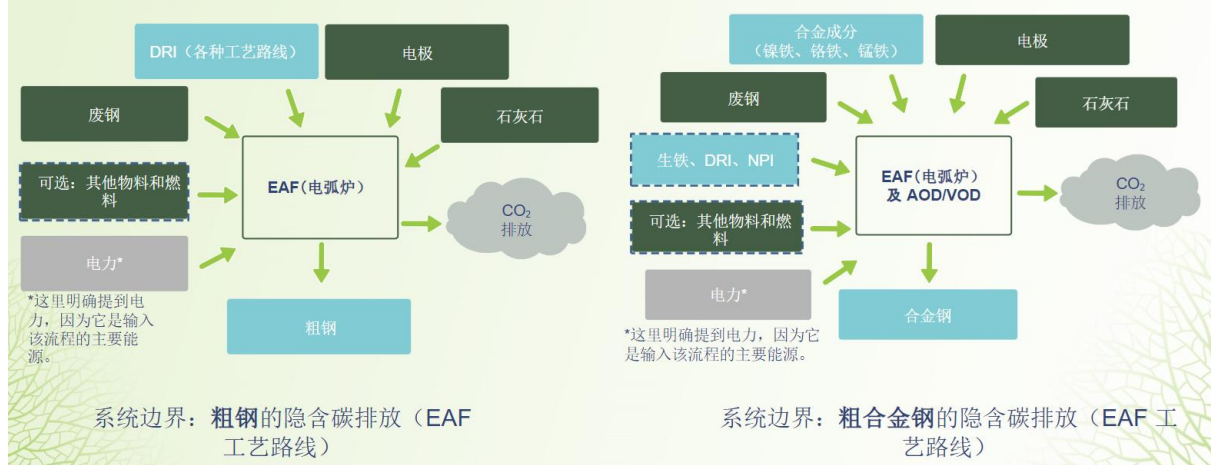 DRI（各种工艺路线）
电极
废钢
石灰石
可选：其他物料和燃
料
EAF（电弧炉）
CO₂
排放
电力*
*这里明确提到电
力，因为它是输入
该流程的主要能
源。
粗钢
系统边界：粗钢的隐含碳排放（EAF
工艺路线）
合金成分
（镍铁、铬铁、锰铁）
电极
废钢
石灰石
生铁、DRI、NPI
EAF（电弧炉）
及 AOD/VOD
CO₂
排放
可选：其他物料和燃
料
电力*
*这里明确提到电力，因为它
是输入该流程的主要能源。
合金钢
系统边界：粗合金钢的隐含碳排放（EAF 工
艺路线）